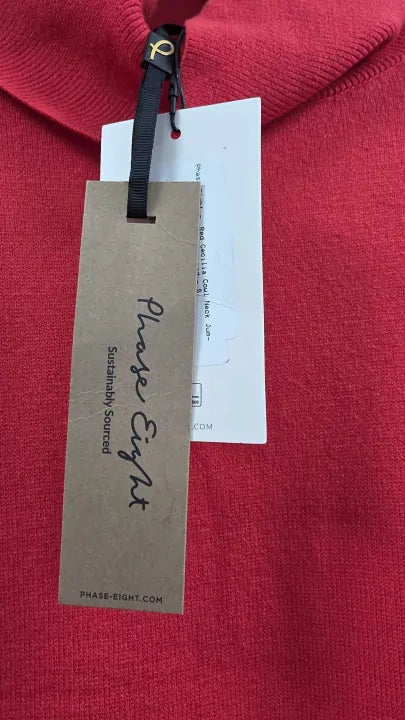 Phase Eight
Sustainably Sourced
PHASE-EIGHT.COM
Red Cecilia Cowl Neck Jum-
.COM